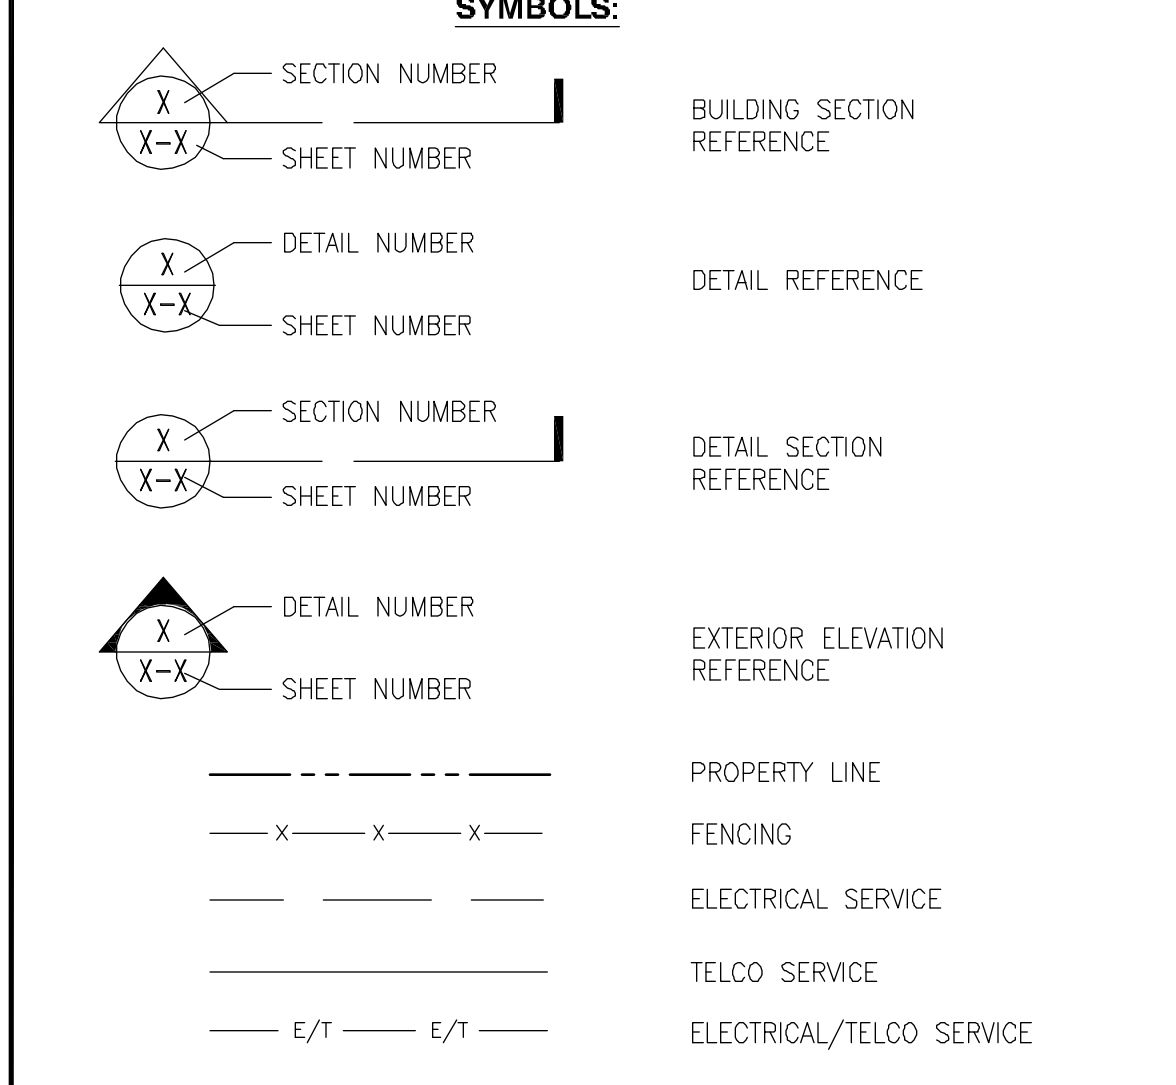 SYMBOLS:
X
SECTION NUMBER
X-X
SHEET NUMBER
BUILDING SECTION
REFERENCE
X
DETAIL NUMBER
X-X
SHEET NUMBER
DETAIL REFERENCE
X
SECTION NUMBER
X-X
SHEET NUMBER
DETAIL SECTION
REFERENCE
X
DETAIL NUMBER
X-X
SHEET NUMBER
EXTERIOR ELEVATION
REFERENCE
PROPERTY LINE
X X X
FENCING
ELECTRICAL SERVICE
TELCO SERVICE
E/T E/T
ELECTRICAL/TELCO SERVICE